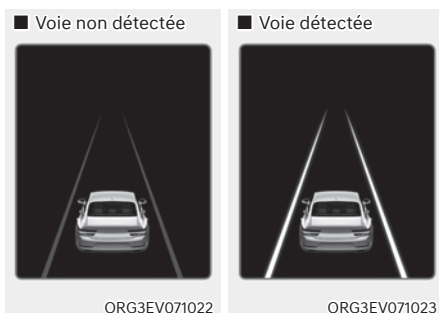 ■ Voie non détectée
■ Voie détectée
ORG3EV071022
ORG3EV071023